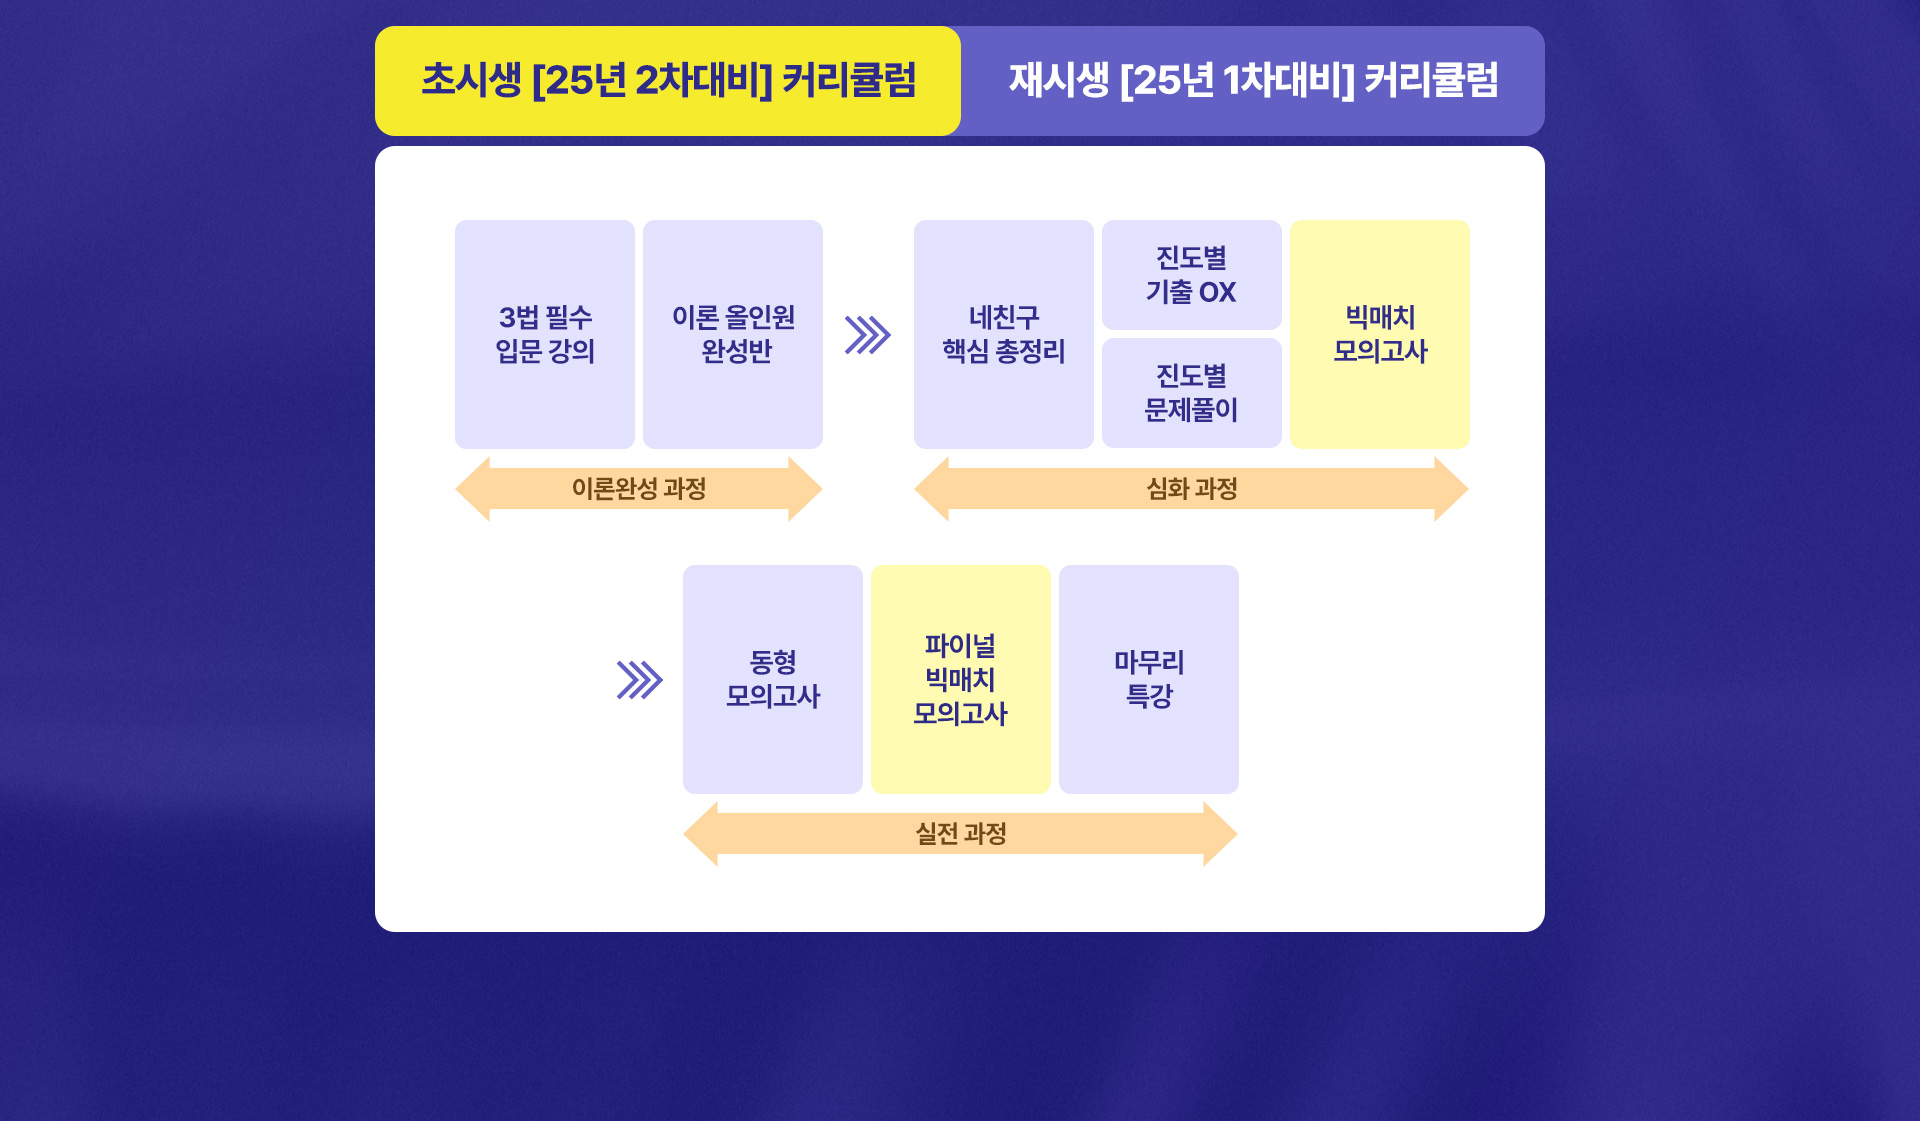 초시생 [25년 2차대비] 커리큘럼
재시생 [25년 1차대비] 커리큘럼
3법 필수
입문 강의
이론 올인원
완성반
네친구
핵심 총정리
진도별
기출 OX
진도별
문제풀이
빅매치
모의고사
이론완성 과정
심화 과정
동형
모의고사
파이널
빅매치
모의고사
마무리
특강
실전 과정